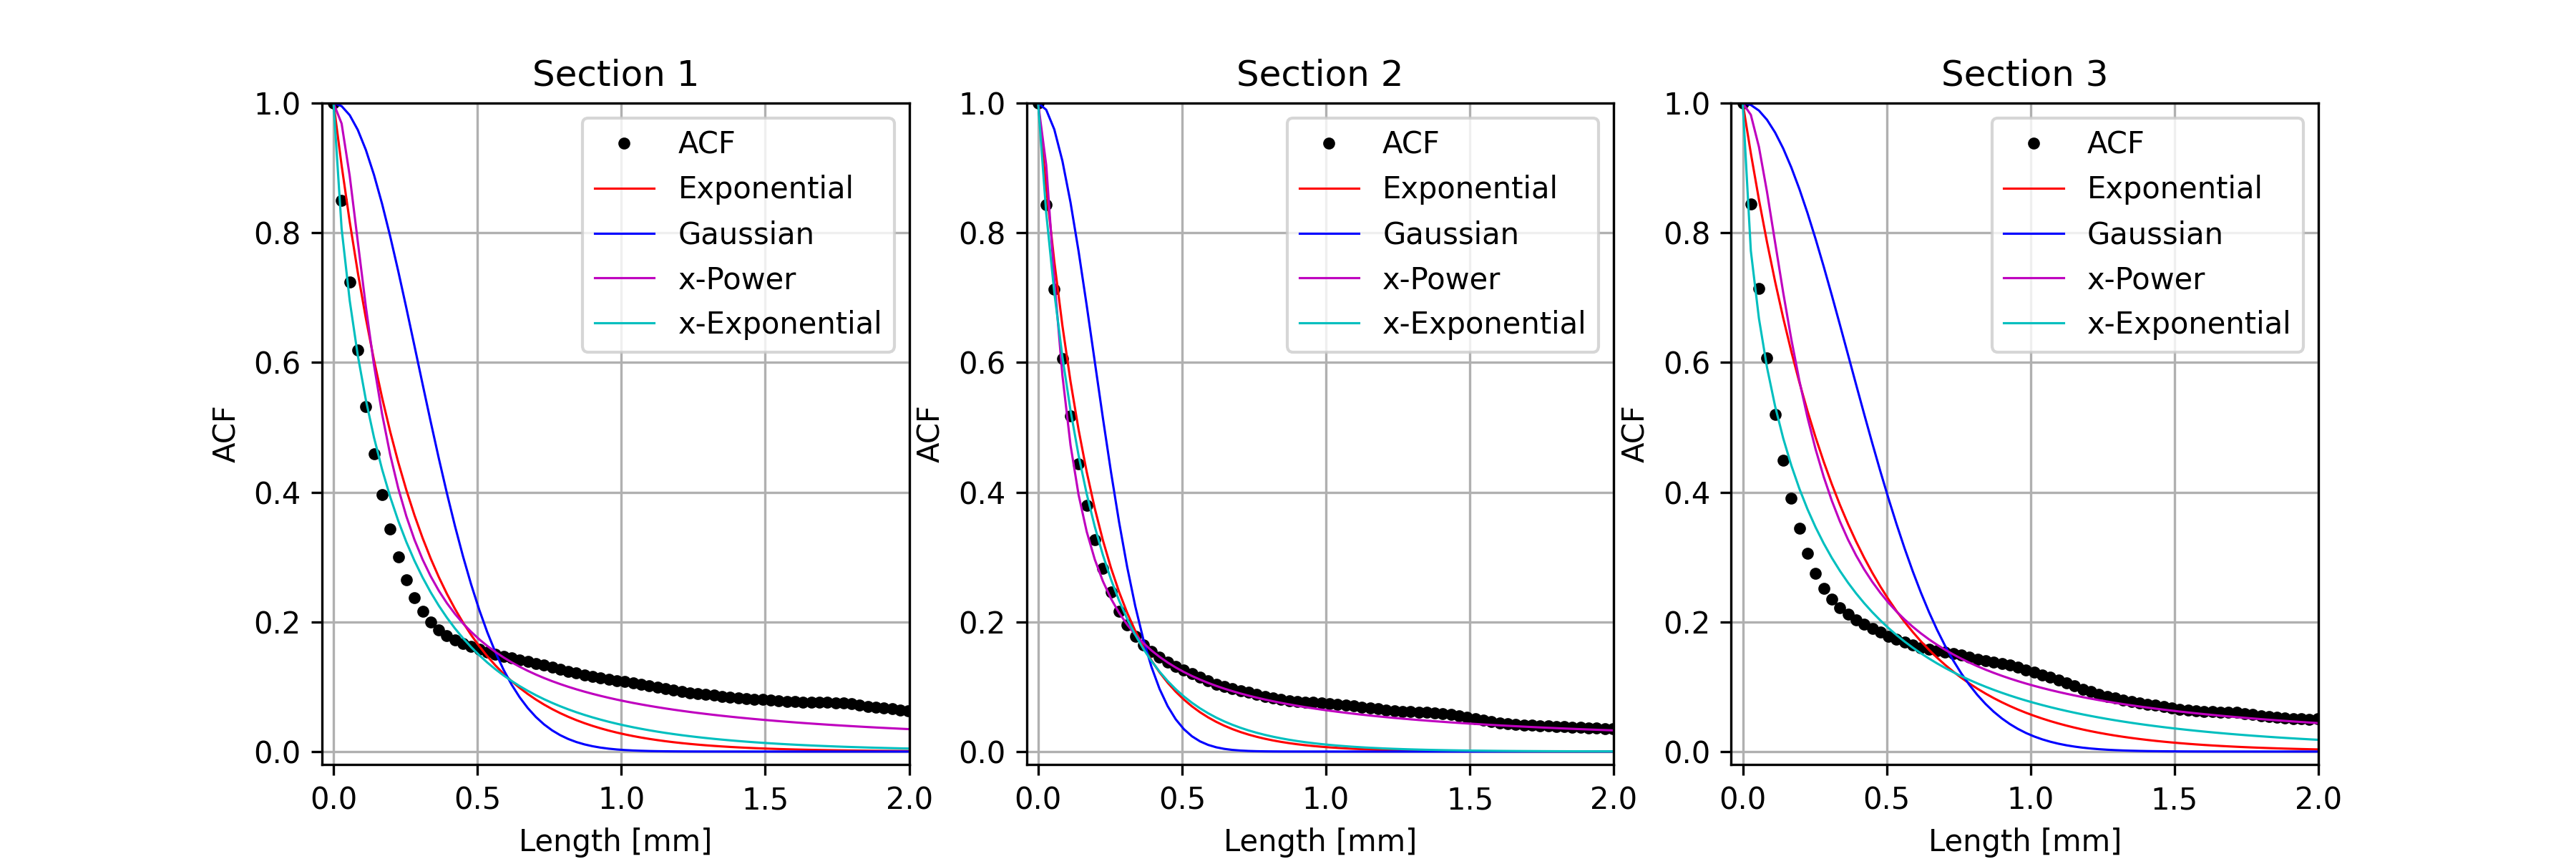 Section 1
1.0
0.8
0.6
0.4
0.2
0.0
ACF
0.0 0.5 1.0 1.5 2.0
Length [mm]
ACF
Exponential
Gaussian
x-Power
x-Exponential
Section 2
1.0
0.8
0.6
0.4
0.2
0.0
ACF
0.0 0.5 1.0 1.5 2.0
Length [mm]
ACF
Exponential
Gaussian
x-Power
x-Exponential
Section 3
1.0
0.8
0.6
0.4
0.2
0.0
ACF
0.0 0.5 1.0 1.5 2.0
Length [mm]
ACF
Exponential
Gaussian
x-Power
x-Exponential